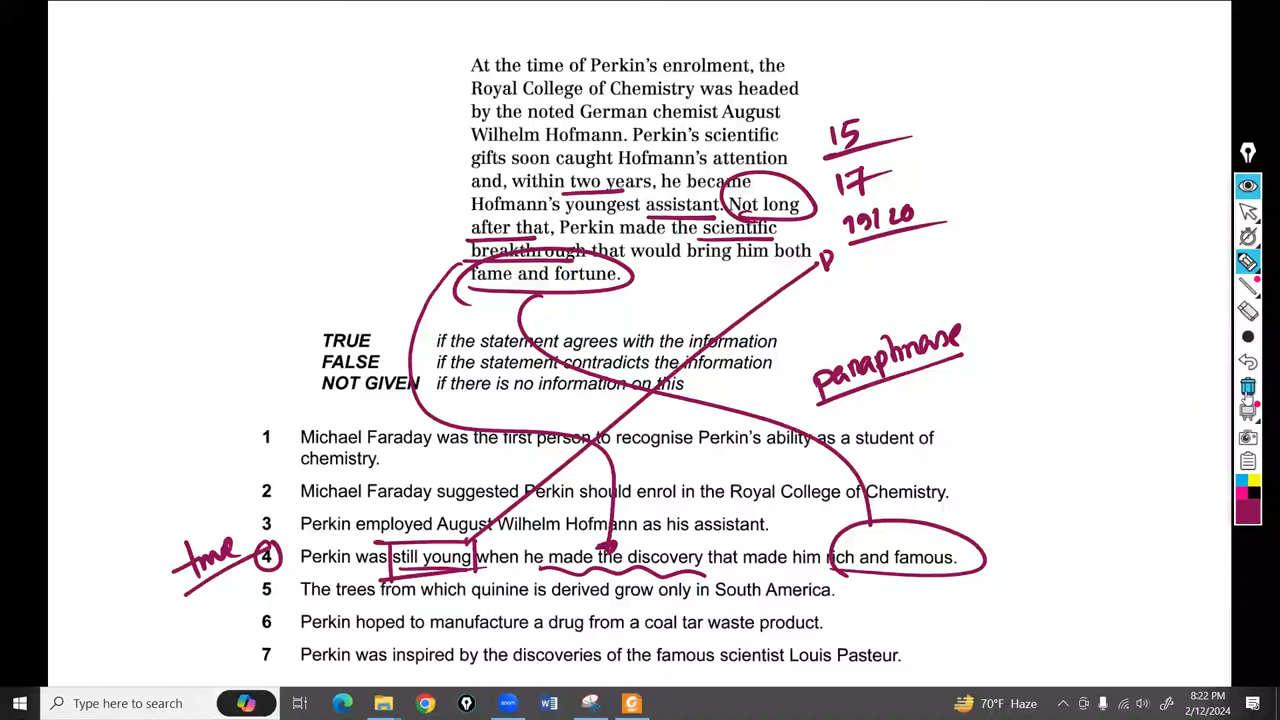 At the time of Perkin's enrolment, the
Royal College of Chemistry was headed
by the noted German chemist August
Wilhelm Hofmann. Perkin's scientific
gifts soon caught Hofmann's attention
and, within two years, he became
Hofmann's youngest assistant. Not long
after that, Perkin made the scientific
breakthrough that would bring him both
fame and fortune.
15
17
19/20
paraphrase
TRUE if the statement agrees with the information
FALSE if the statement contradicts the information
NOT GIVEN if there is no information on this
1 Michael Faraday was the first person to recognise Perkin's ability as a student of
chemistry.
2 Michael Faraday suggested Perkin should enrol in the Royal College of Chemistry.
3 Perkin employed August Wilhelm Hofmann as his assistant.
true
4 Perkin was still young when he made the discovery that made him rich and famous.
5 The trees from which quinine is derived grow only in South America.
6 Perkin hoped to manufacture a drug from a coal tar waste product.
7 Perkin was inspired by the discoveries of the famous scientist Louis Pasteur.
Type here to search
70°F Haze
8:22 PM
2/12/2024